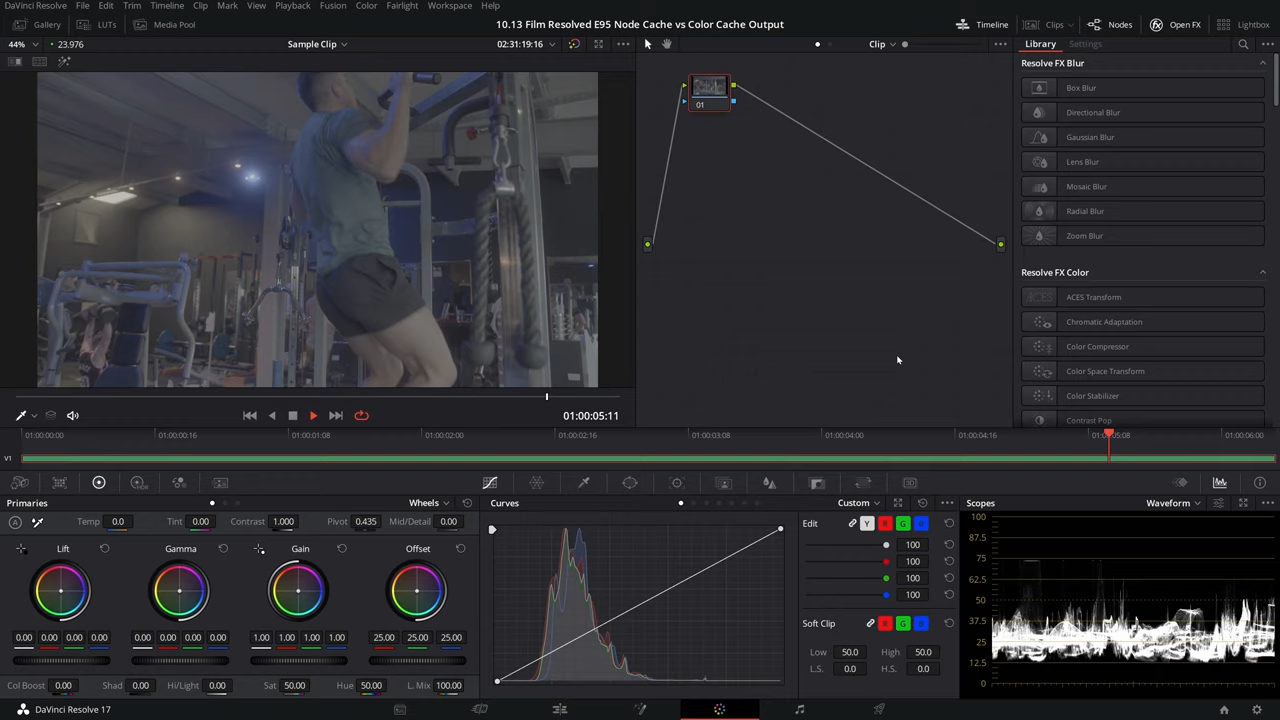 DaVinci Resolve File Edit Trim Timeline Clip Mark View Playback Fusion Color Fairlight Workspace Help
Gallery LUTs Media Pool 10.13 Film Resolved E95 Node Cache vs Color Cache Output Timeline Clips Nodes Open FX Lightbox
44% 23.976 Sample Clip 02:31:19:16 Clip Library Settings
Resolve FX Blur
Box Blur
Directional Blur
Gaussian Blur
Lens Blur
Mosaic Blur
Radial Blur
Zoom Blur
Resolve FX Color
ACES Transform
Chromatic Adaptation
Color Compressor
Color Space Transform
Color Stabilizer
Contrast Pop
01
01:00:05:11
01:00:00:00 01:00:00:16 01:00:01:08 01:00:02:00 01:00:02:16 01:00:03:08 01:00:04:00 01:00:04:16 01:00:05:08 01:00:06:00
V1
Primaries Wheels Curves Custom Scopes Waveform
Temp 0.0 Tint 0.00 Contrast 1.000 Pivot 0.435 Mid/Detail 0.00
Lift Gamma Gain Offset
0.00 0.00 0.00 0.00 0.00 0.00 0.00 0.00 1.00 1.00 1.00 1.00 25.00 25.00 25.00
Col Boost 0.00 Shad 0.00 Hi/Light 0.00 Sat 50.0 Hue 50.00 L. Mix 100.00
Edit Y R G B
100
100
100
100
Soft Clip R G B
Low 50.0 High 50.0
L.S. 0.0 H.S. 0.0
100
87.5
75
62.5
50
37.5
25
12.5
0
DaVinci Resolve 17